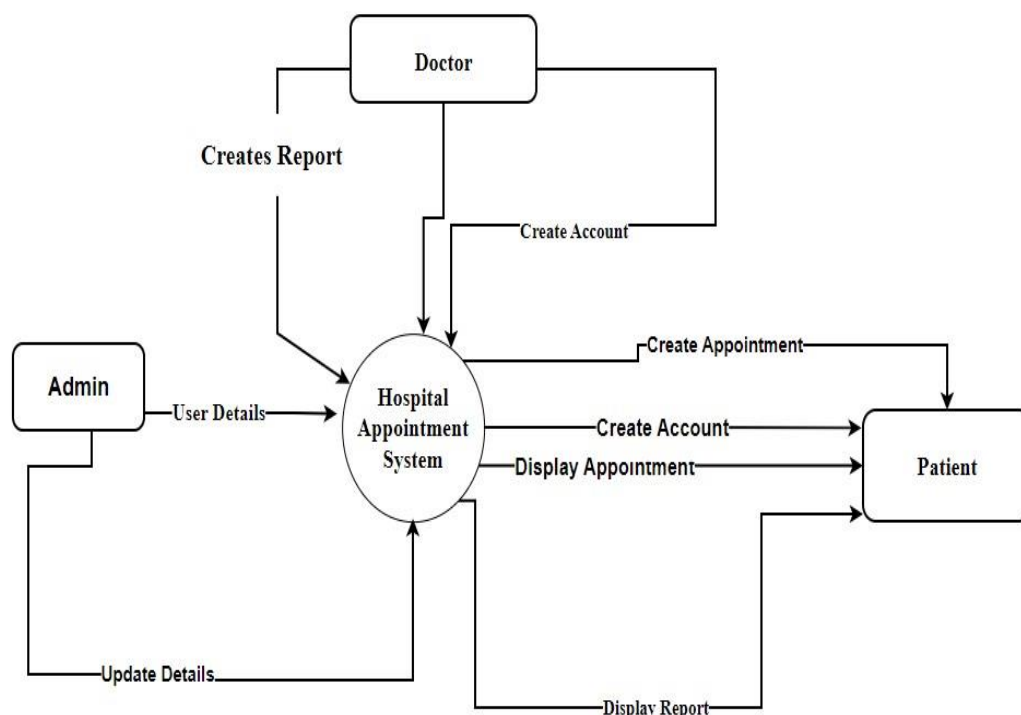 Doctor
Creates Report
Create Account
Create Appointment
Admin
User Details
Hospital
Appointment
System
Create Account
Display Appointment
Patient
Update Details
Display Report